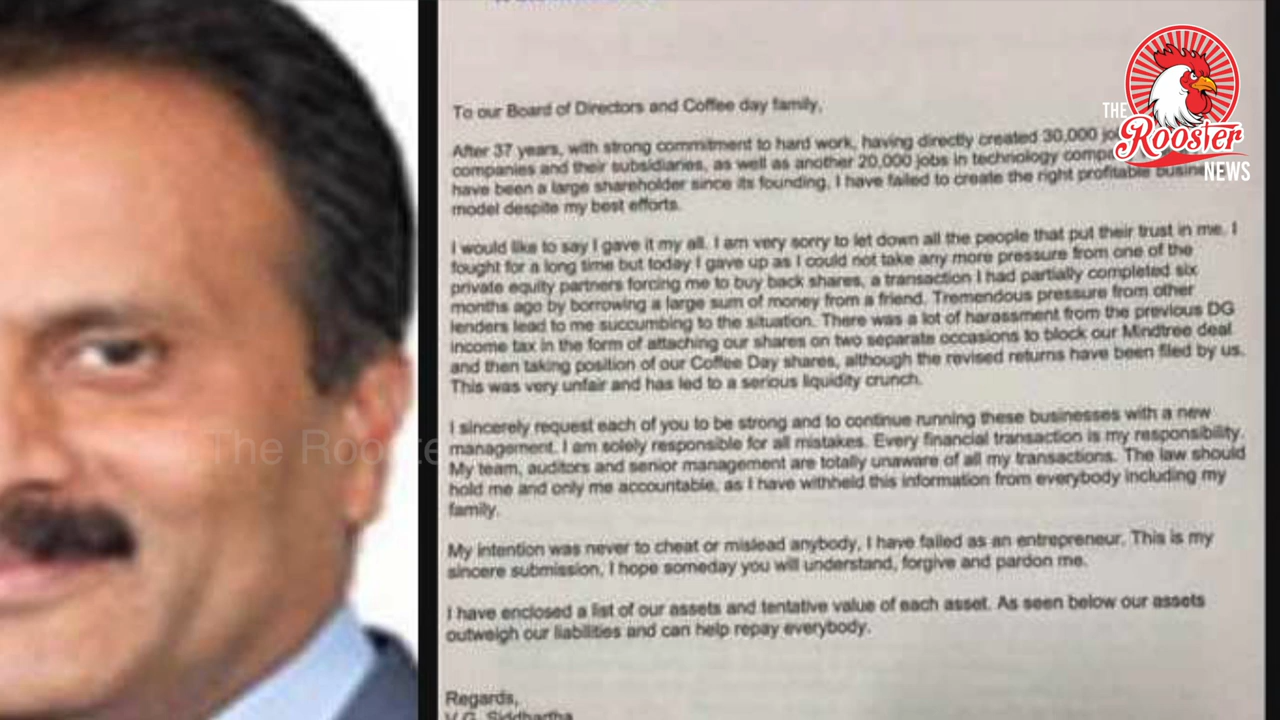 THE
Rooster
NEWS
To our Board of Directors and Coffee day family,
After 37 years, with strong commitment to hard work, having directly created 30,000
companies and their subsidiaries, as well as another 20,000 jobs in technology
have been a large shareholder since its founding, I have failed to create the right profitable
model despite my best efforts.
I would like to say I gave it my all. I am very sorry to let down all the people that put their trust in me. I
fought for a long time but today I gave up as I could not take any more pressure from one of the
private equity partners forcing me to buy back shares, a transaction I had partially completed six
months ago by borrowing a large sum of money from a friend. Tremendous pressure from other
lenders lead to me succumbing to the situation. There was a lot of harassment from the previous DG
income tax in the form of attaching our shares on two separate occasions to block our Mindtree deal
and then taking position of our Coffee Day shares, although the revised returns have been filed by us.
This was very unfair and has led to a serious liquidity crunch.
I sincerely request each of you to be strong and to continue running these businesses with a new
management. I am solely responsible for all mistakes. Every financial transaction is my responsibility.
My team, auditors and senior management are totally unaware of all my transactions. The law should
hold me and only me accountable, as I have withheld this information from everybody including my
family.
My intention was never to cheat or mislead anybody, I have failed as an entrepreneur. This is my
sincere submission, I hope someday you will understand, forgive and pardon me.
I have enclosed a list of our assets and tentative value of each asset. As seen below our assets
outweigh our liabilities and can help repay everybody.
Regards,
V.G. Siddhartha
The Rooste